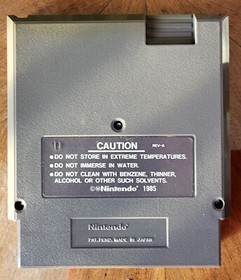 CAUTION
REV-A
• DO NOT STORE IN EXTREME TEMPERATURES.
• DO NOT IMMERSE IN WATER.
• DO NOT CLEAN WITH BENZENE, THINNER,
ALCOHOL OR OTHER SUCH SOLVENTS.
©®Nintendo® 1985
Nintendo®
PAT. PEND. MADE IN JAPAN